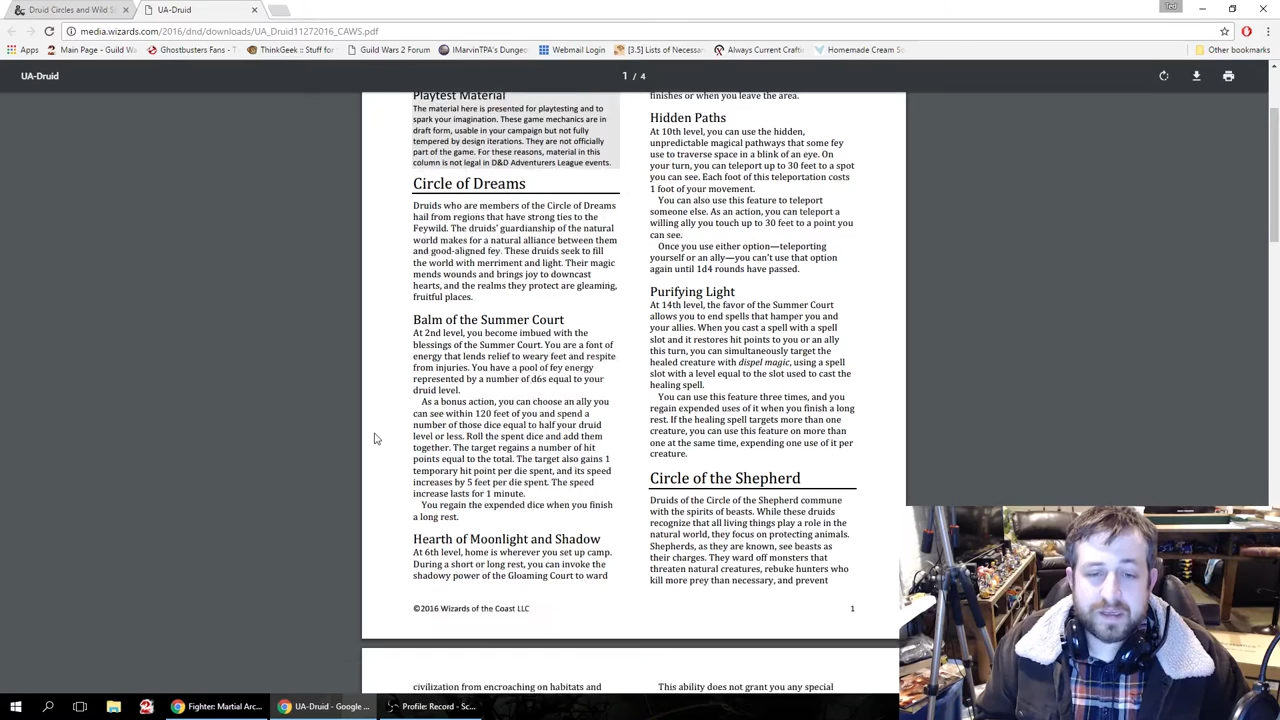 Druid Circles and Wild S
UA-Druid
Ted
media.wizards.com/2016/dnd/downloads/UA_Druid11272016_CAWS.pdf
Apps
Main Page - Guild Wa
Ghostbusters Fans - T
ThinkGeek :: Stuff for
Guild Wars 2 Forum
IMarvinTPA's Dunge
Webmail Login
[3.5] Lists of Necessar
Always Current Craft
Homemade Cream So
Other bookmarks
UA-Druid
1 / 4
Playtest Material
The material here is presented for playtesting and to
spark your imagination. These game mechanics are in
draft form, usable in your campaign but not fully
tempered by design iterations. They are not officially
part of the game. For these reasons, material in this
column is not legal in D&D Adventurers League events.
Circle of Dreams
Druids who are members of the Circle of Dreams
hail from regions that have strong ties to the
Feywild. The druids' guardianship of the natural
world makes for a natural alliance between them
and good-aligned fey. These druids seek to fill
the world with merriment and light. Their magic
mends wounds and brings joy to downcast
hearts, and the realms they protect are gleaming,
fruitful places.
Balm of the Summer Court
At 2nd level, you become imbued with the
blessings of the Summer Court. You are a font of
energy that lends relief to weary feet and respite
from injuries. You have a pool of fey energy
represented by a number of d6s equal to your
druid level.
As a bonus action, you can choose an ally you
can see within 120 feet of you and spend a
number of those dice equal to half your druid
level or less. Roll the spent dice and add them
together. The target regains a number of hit
points equal to the total. The target also gains 1
temporary hit point per die spent, and its speed
increases by 5 feet per die spent. The speed
increase lasts for 1 minute.
You regain the expended dice when you finish
a long rest.
Hearth of Moonlight and Shadow
At 6th level, home is wherever you set up camp.
During a short or long rest, you can invoke the
shadowy power of the Gloaming Court to ward
finishes or when you leave the area.
Hidden Paths
At 10th level, you can use the hidden,
unpredictable magical pathways that some fey
use to traverse space in a blink of an eye. On
your turn, you can teleport up to 30 feet to a spot
you can see. Each foot of this teleportation costs
1 foot of your movement.
You can also use this feature to teleport
someone else. As an action, you can teleport a
willing ally you touch up to 30 feet to a point you
can see.
Once you use either option—teleporting
yourself or an ally—you can't use that option
again until 1d4 rounds have passed.
Purifying Light
At 14th level, the favor of the Summer Court
allows you to end spells that hamper you and
your allies. When you cast a spell with a spell
slot and it restores hit points to you or an ally
this turn, you can simultaneously target the
healed creature with dispel magic, using a spell
slot with a level equal to the slot used to cast the
healing spell.
You can use this feature three times, and you
regain expended uses of it when you finish a long
rest. If the healing spell targets more than one
creature, you can use this feature on more than
one at the same time, expending one use of it per
creature.
Circle of the Shepherd
Druids of the Circle of the Shepherd commune
with the spirits of beasts. While these druids
recognize that all living things play a role in the
natural world, they focus on protecting animals.
Shepherds, as they are known, see beasts as
their charges. They ward off monsters that
threaten natural creatures, rebuke hunters who
kill more prey than necessary, and prevent
©2016 Wizards of the Coast LLC
1
civilization from encroaching on habitats and
This ability does not grant you any special
Fighter: Martial Arc...
UA-Druid - Google ...
Profile: Record - Sc...